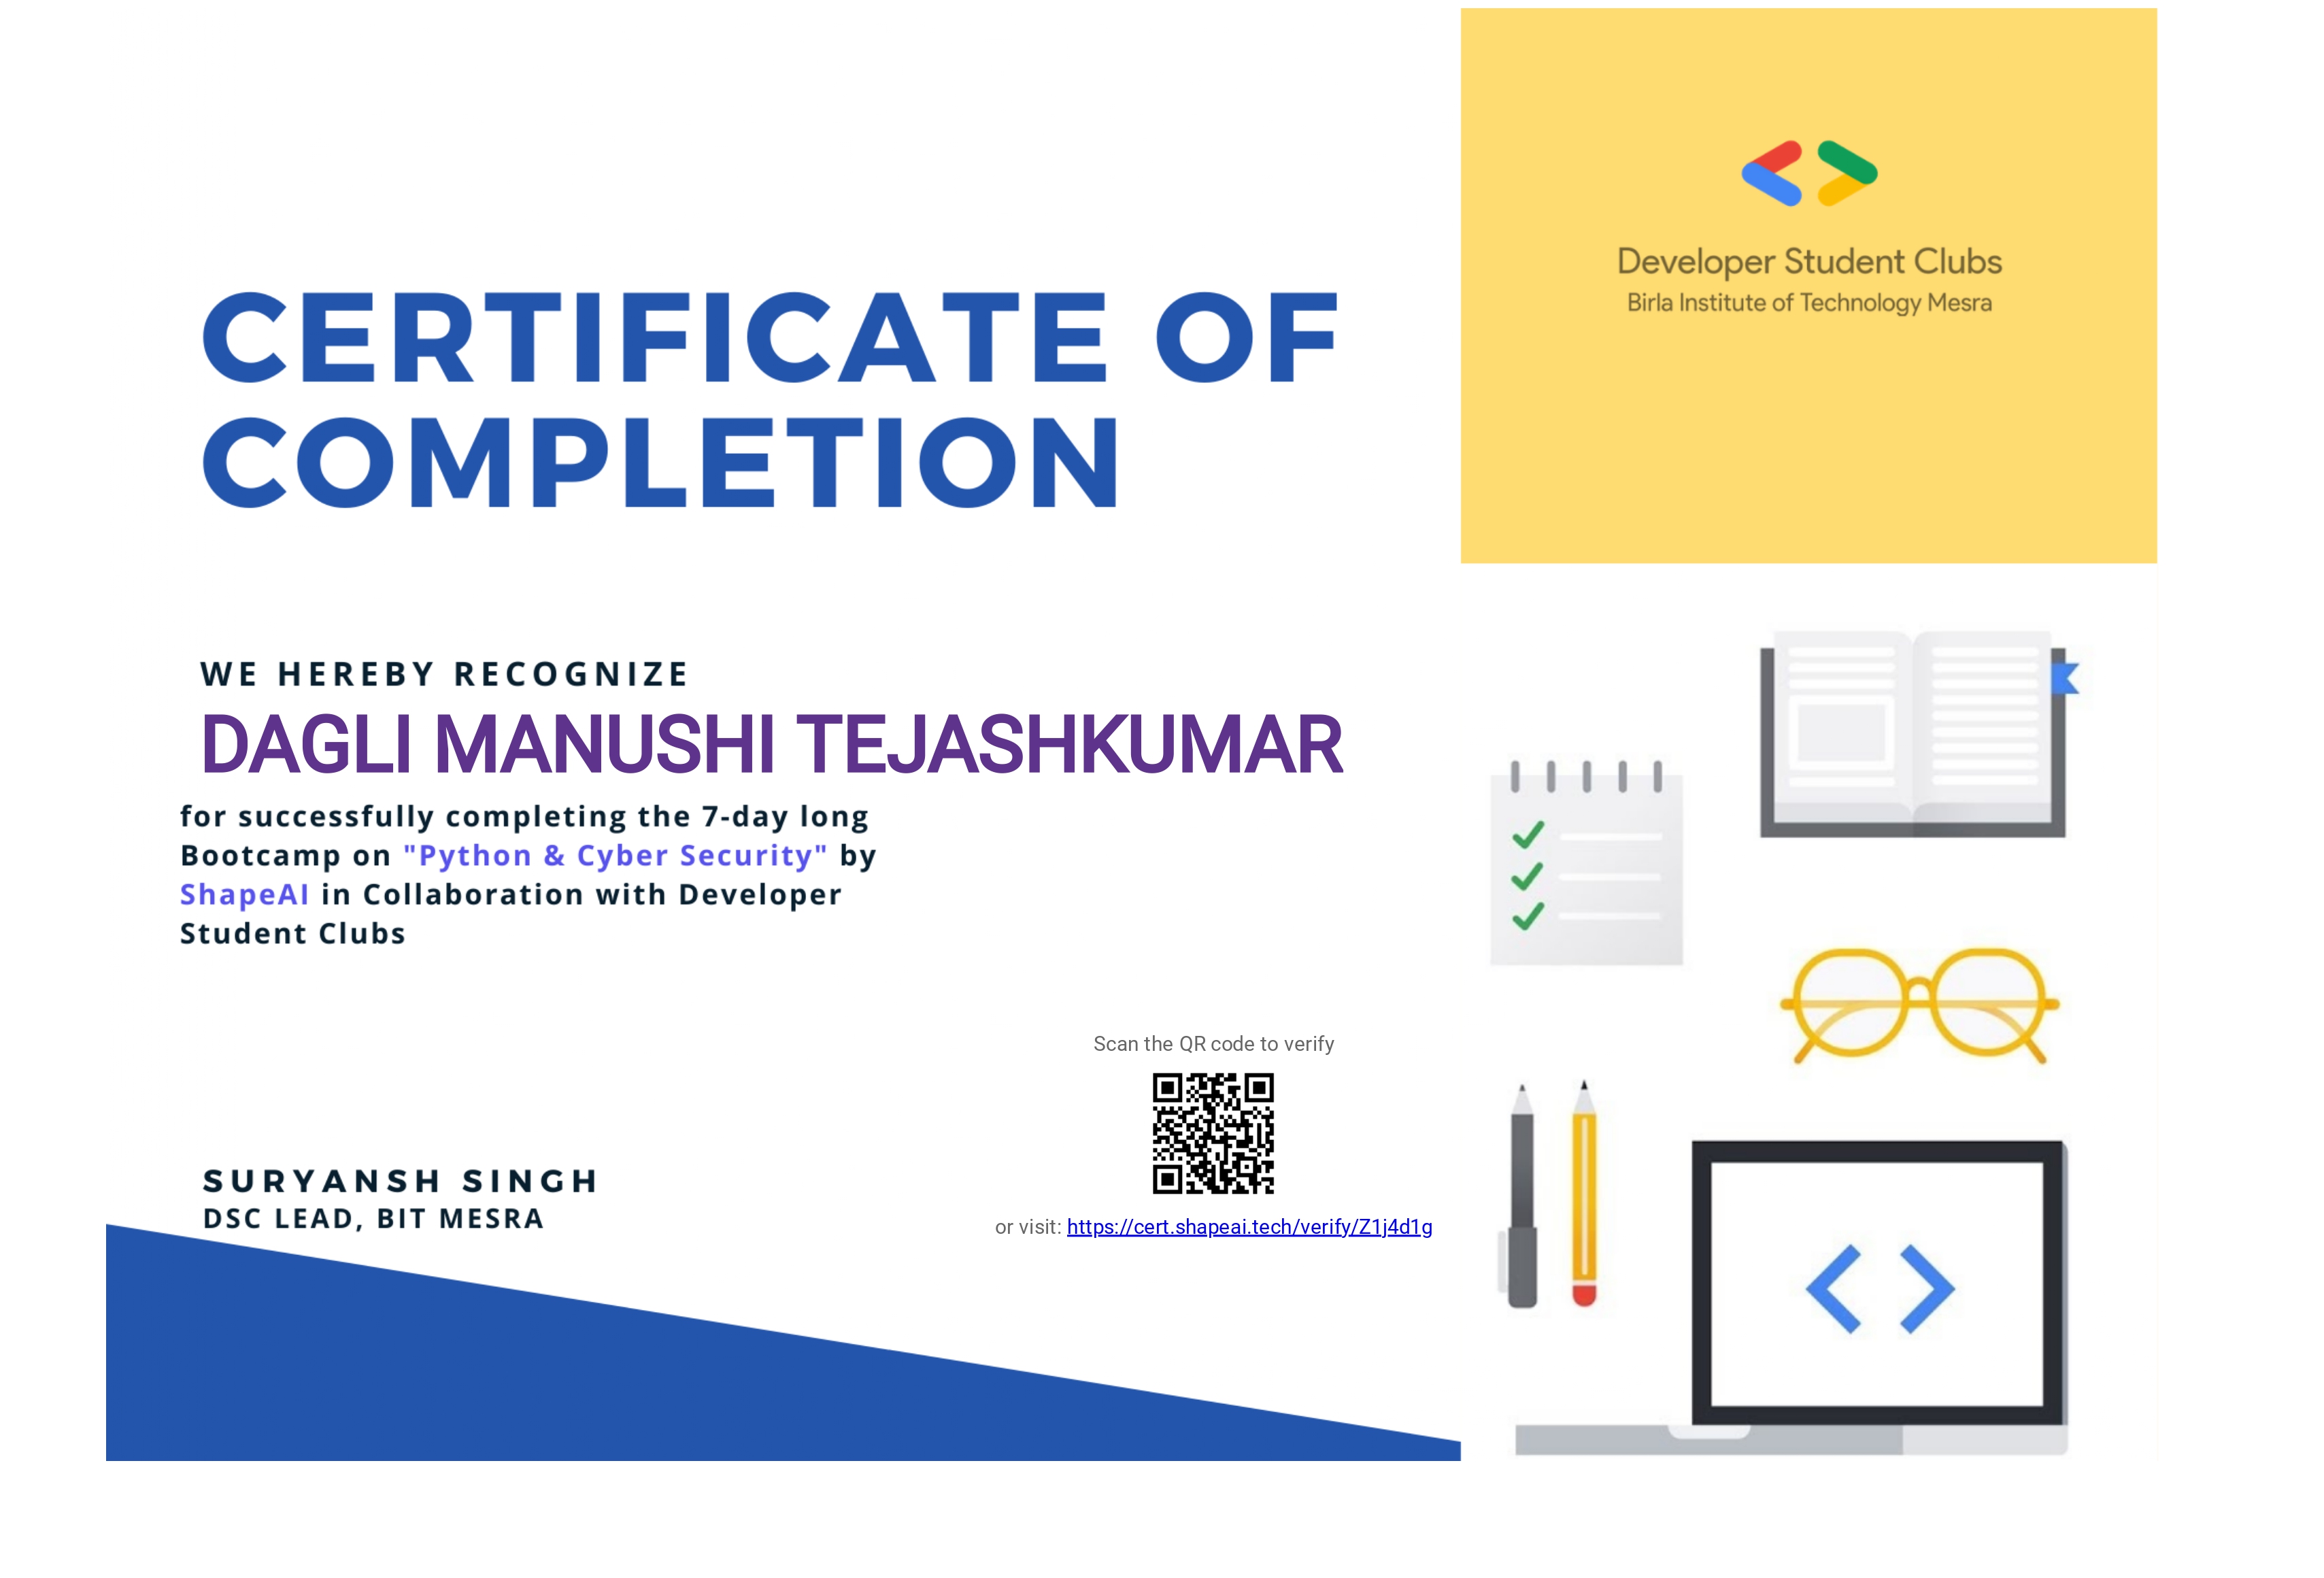 Developer Student Clubs
Birla Institute of Technology Mesra
CERTIFICATE OF
COMPLETION
WE HEREBY RECOGNIZE
DAGLI MANUSHI TEJASHKUMAR
for successfully completing the 7-day long
Bootcamp on "Python & Cyber Security" by
ShapeAI in Collaboration with Developer
Student Clubs
Scan the QR code to verify
or visit: https://cert.shapeai.tech/verify/Z1j4d1g
SURYANSH SINGH
DSC LEAD, BIT MESRA